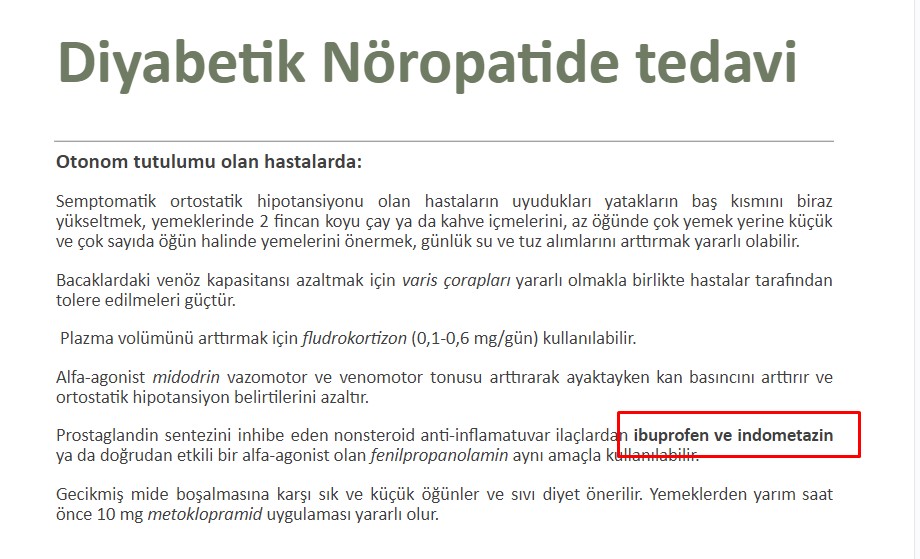 Diyabetik Nöropatide tedavi
Otonom tutulumu olan hastalarda:
Semptomatik ortostatik hipotansiyonu olan hastaların uyudukları yatakların baş kısmını biraz
yükseltmek, yemeklerinde 2 fincan koyu çay ya da kahve içmelerini, az öğünde çok yemek yerine küçük
ve çok sayıda öğün halinde yemelerini önermek, günlük su ve tuz alımlarını arttırmak yararlı olabilir.
Bacaklardaki venöz kapasitansı azaltmak için varis çorapları yararlı olmakla birlikte hastalar tarafından
tolere edilmeleri güçtür.
Plazma volümünü arttırmak için fludrokortizon (0,1-0,6 mg/gün) kullanılabilir.
Alfa-agonist midodrin vazomotor ve venomotor tonusu arttırarak ayaktayken kan basıncını arttırır ve
ortostatik hipotansiyon belirtilerini azaltır.
Prostaglandin sentezini inhibe eden nonsteroid anti-inflamatuvar ilaçlardan ibuprofen ve indometazin
ya da doğrudan etkili bir alfa-agonist olan fenilpropanolamin aynı amaçla kullanılabilir.
Gecikmiş mide boşalmasına karşı sık ve küçük öğünler ve sıvı diyet önerilir. Yemeklerden yarım saat
önce 10 mg metoklopramid uygulaması yararlı olur.